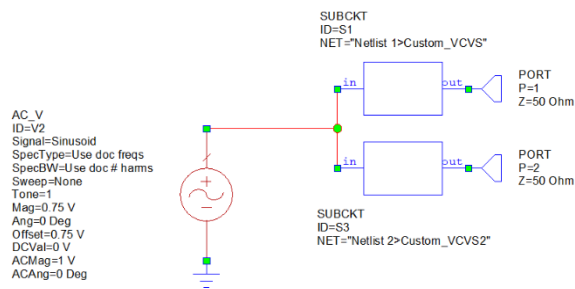 SUBCKT
ID=S1
NET="Netlist 1>Custom_VCVS"
in
out
PORT
P=1
Z=50 Ohm
AC_V
ID=V2
Signal=Sinusoid
SpecType=Use doc freqs
SpecBW=Use doc # harms
Sweep=None
Tone=1
Mag=0.75 V
Ang=0 Deg
Offset=0.75 V
DCVal=0 V
ACMag=1 V
ACAng=0 Deg
in
out
PORT
P=2
Z=50 Ohm
SUBCKT
ID=S3
NET="Netlist 2>Custom_VCVS2"